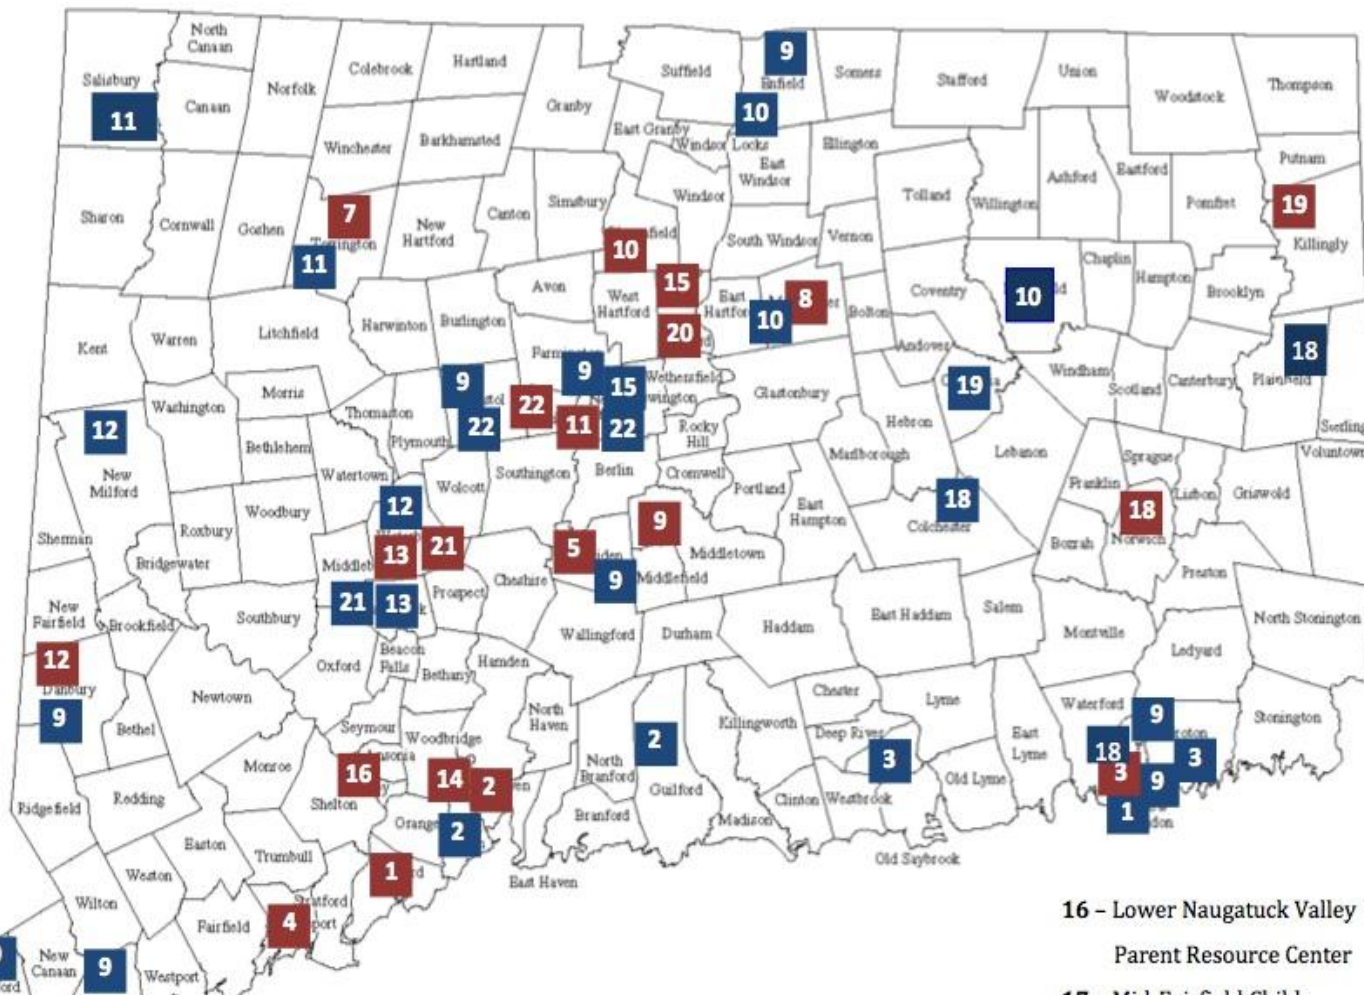 North
Canaan
Salisbury
11
Canaan
Norfolk
Colebrook
Hartland
Winchester
Barkhamsted
Granby
Suffield
9
Enfield
10
East Granby
Windsor Locks
East
Windsor
Somers
Stafford
Union
Woodstock
Thompson
Ellington
Putnam
Sharon
Cornwall
Goshen
7
11
New
Hartford
Canton
Simsbury
Windsor
10
South Windsor
Vernon
Tolland
Willington
Ashford
Eastford
Pomfret
19
Killingly
Kent
Warren
Litchfield
Harwinton
Burlington
Avon
West
Hartford
15
20
East
8
10
Bolton
Coventry
10
Chaplin
Hampton
Brooklyn
Washington
Morris
Thomaston
Plymouth
9
22
22
9
15
Wethersfield
11
22
Rocky
Hill
Glastonbury
Andover
19
Hebron
Windham
Scotland
Canterbury
18
Plainfield
12
New
Milford
Bethlehem
Watertown
Wolcott
Southington
Berlin
Cromwell
Portland
East
Hampton
Marlborough
Lebanon
18
Colchester
Franklin
Sprague
Lisbon
Griswold
Sherman
Bridgewater
Roxbury
Woodbury
12
13
21
21
13
Prospect
Cheshire
5
9
9
Middletown
Middlefield
18
Norwich
Bozrah
Preston
New
Fairfield
Brookfield
Southbury
Oxford
Beacon
Falls
Bethany
Hamden
Wallingford
Durham
Haddam
East Haddam
Salem
Montville
Ledyard
North Stonington
12
Danbury
9
Bethel
Newtown
Seymour
Woodbridge
North
Haven
North
Branford
2
Guilford
Killingworth
Chester
Deep River
3
Lyme
East
Lyme
Waterford
9
18
3
3
9
1
Stonington
Ridgefield
Redding
Monroe
16
Shelton
14
2
Orange
2
Branford
Madison
Clinton
Westbrook
Old Lyme
Old Saybrook
East Haven
Easton
Trumbull
1
Weston
Wilton
Fairfield
Stratford
4
New
Canaan
9
Westport
16 – Lower Naugatuck Valley
Parent Resource Center